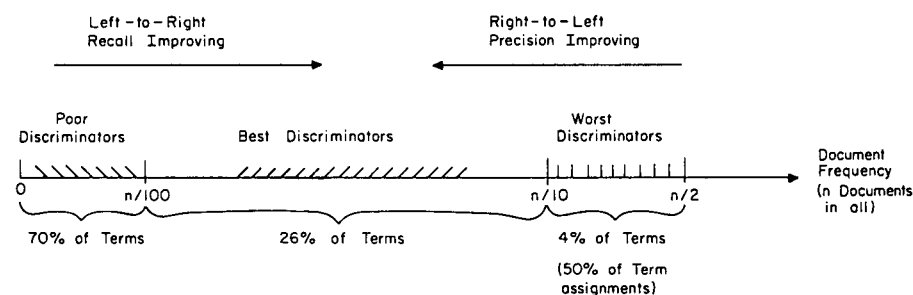 Left-to-Right
Recall Improving
Right-to-Left
Precision Improving
Poor
Discriminators
Best Discriminators
Worst
Discriminators
Document
Frequency
(n Documents
in all)
0
n/100
n/10
n/2
70% of Terms
26% of Terms
4% of Terms
(50% of Term
assignments)